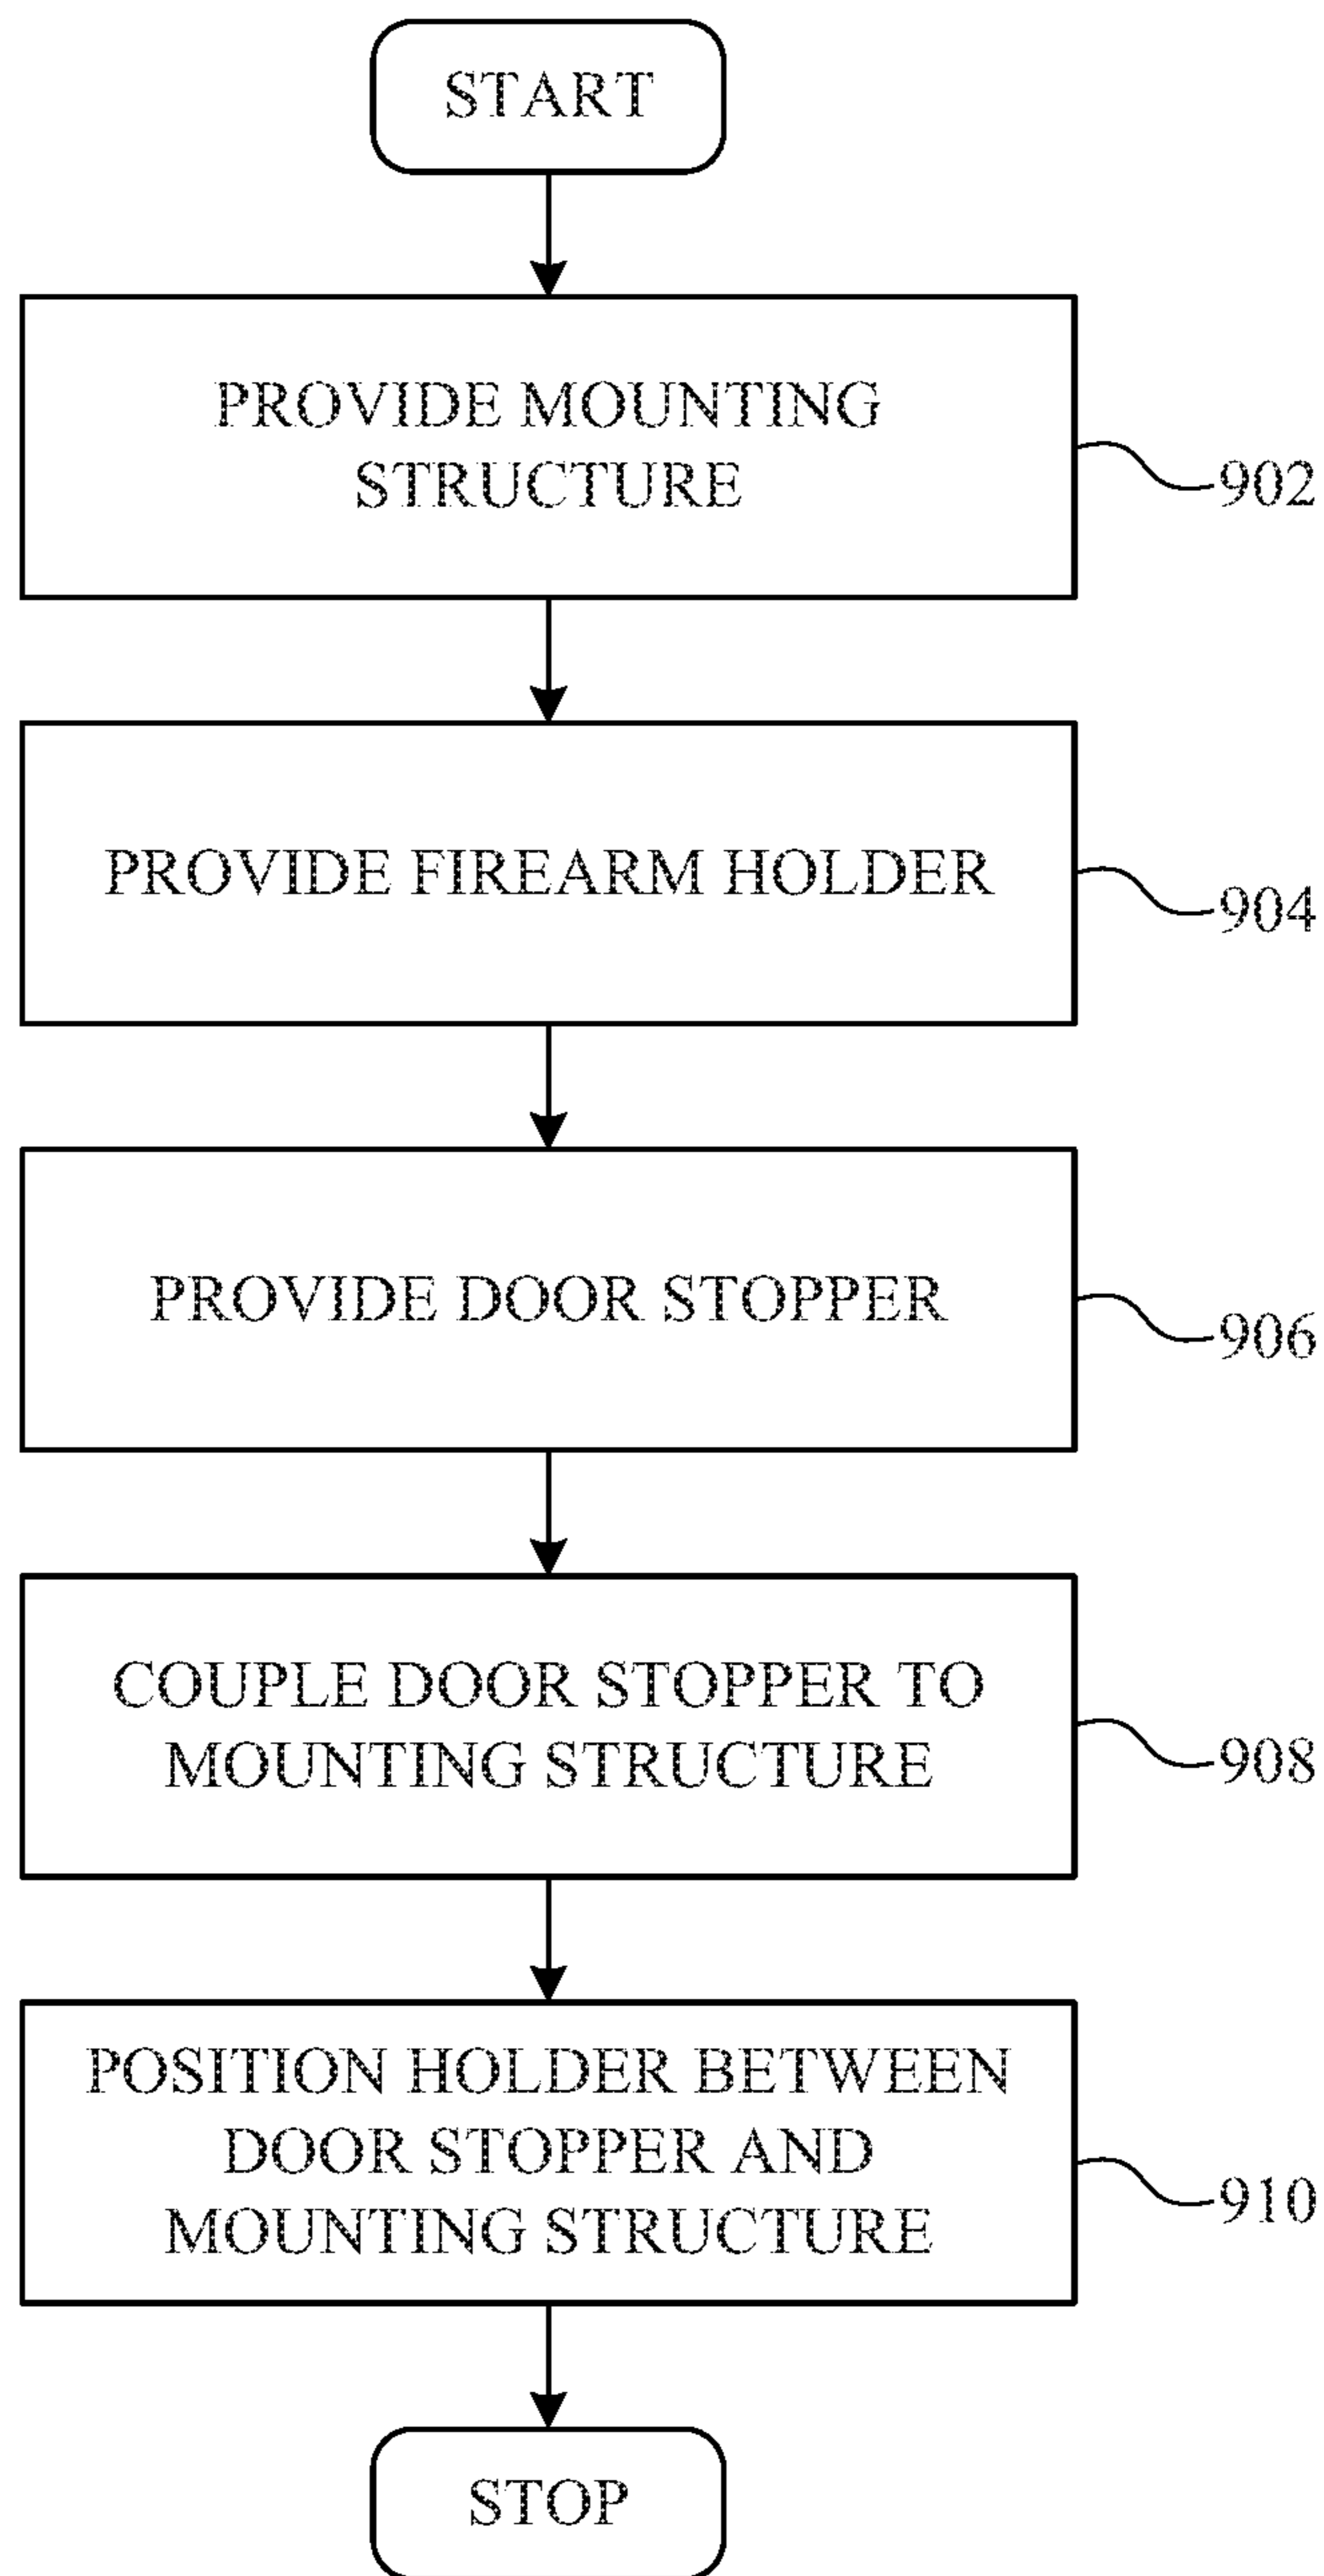 START
PROVIDE MOUNTING
STRUCTURE
902
PROVIDE FIREARM HOLDER
904
PROVIDE DOOR STOPPER
906
COUPLE DOOR STOPPER TO
MOUNTING STRUCTURE
908
POSITION HOLDER BETWEEN
DOOR STOPPER AND
MOUNTING STRUCTURE
910
STOP